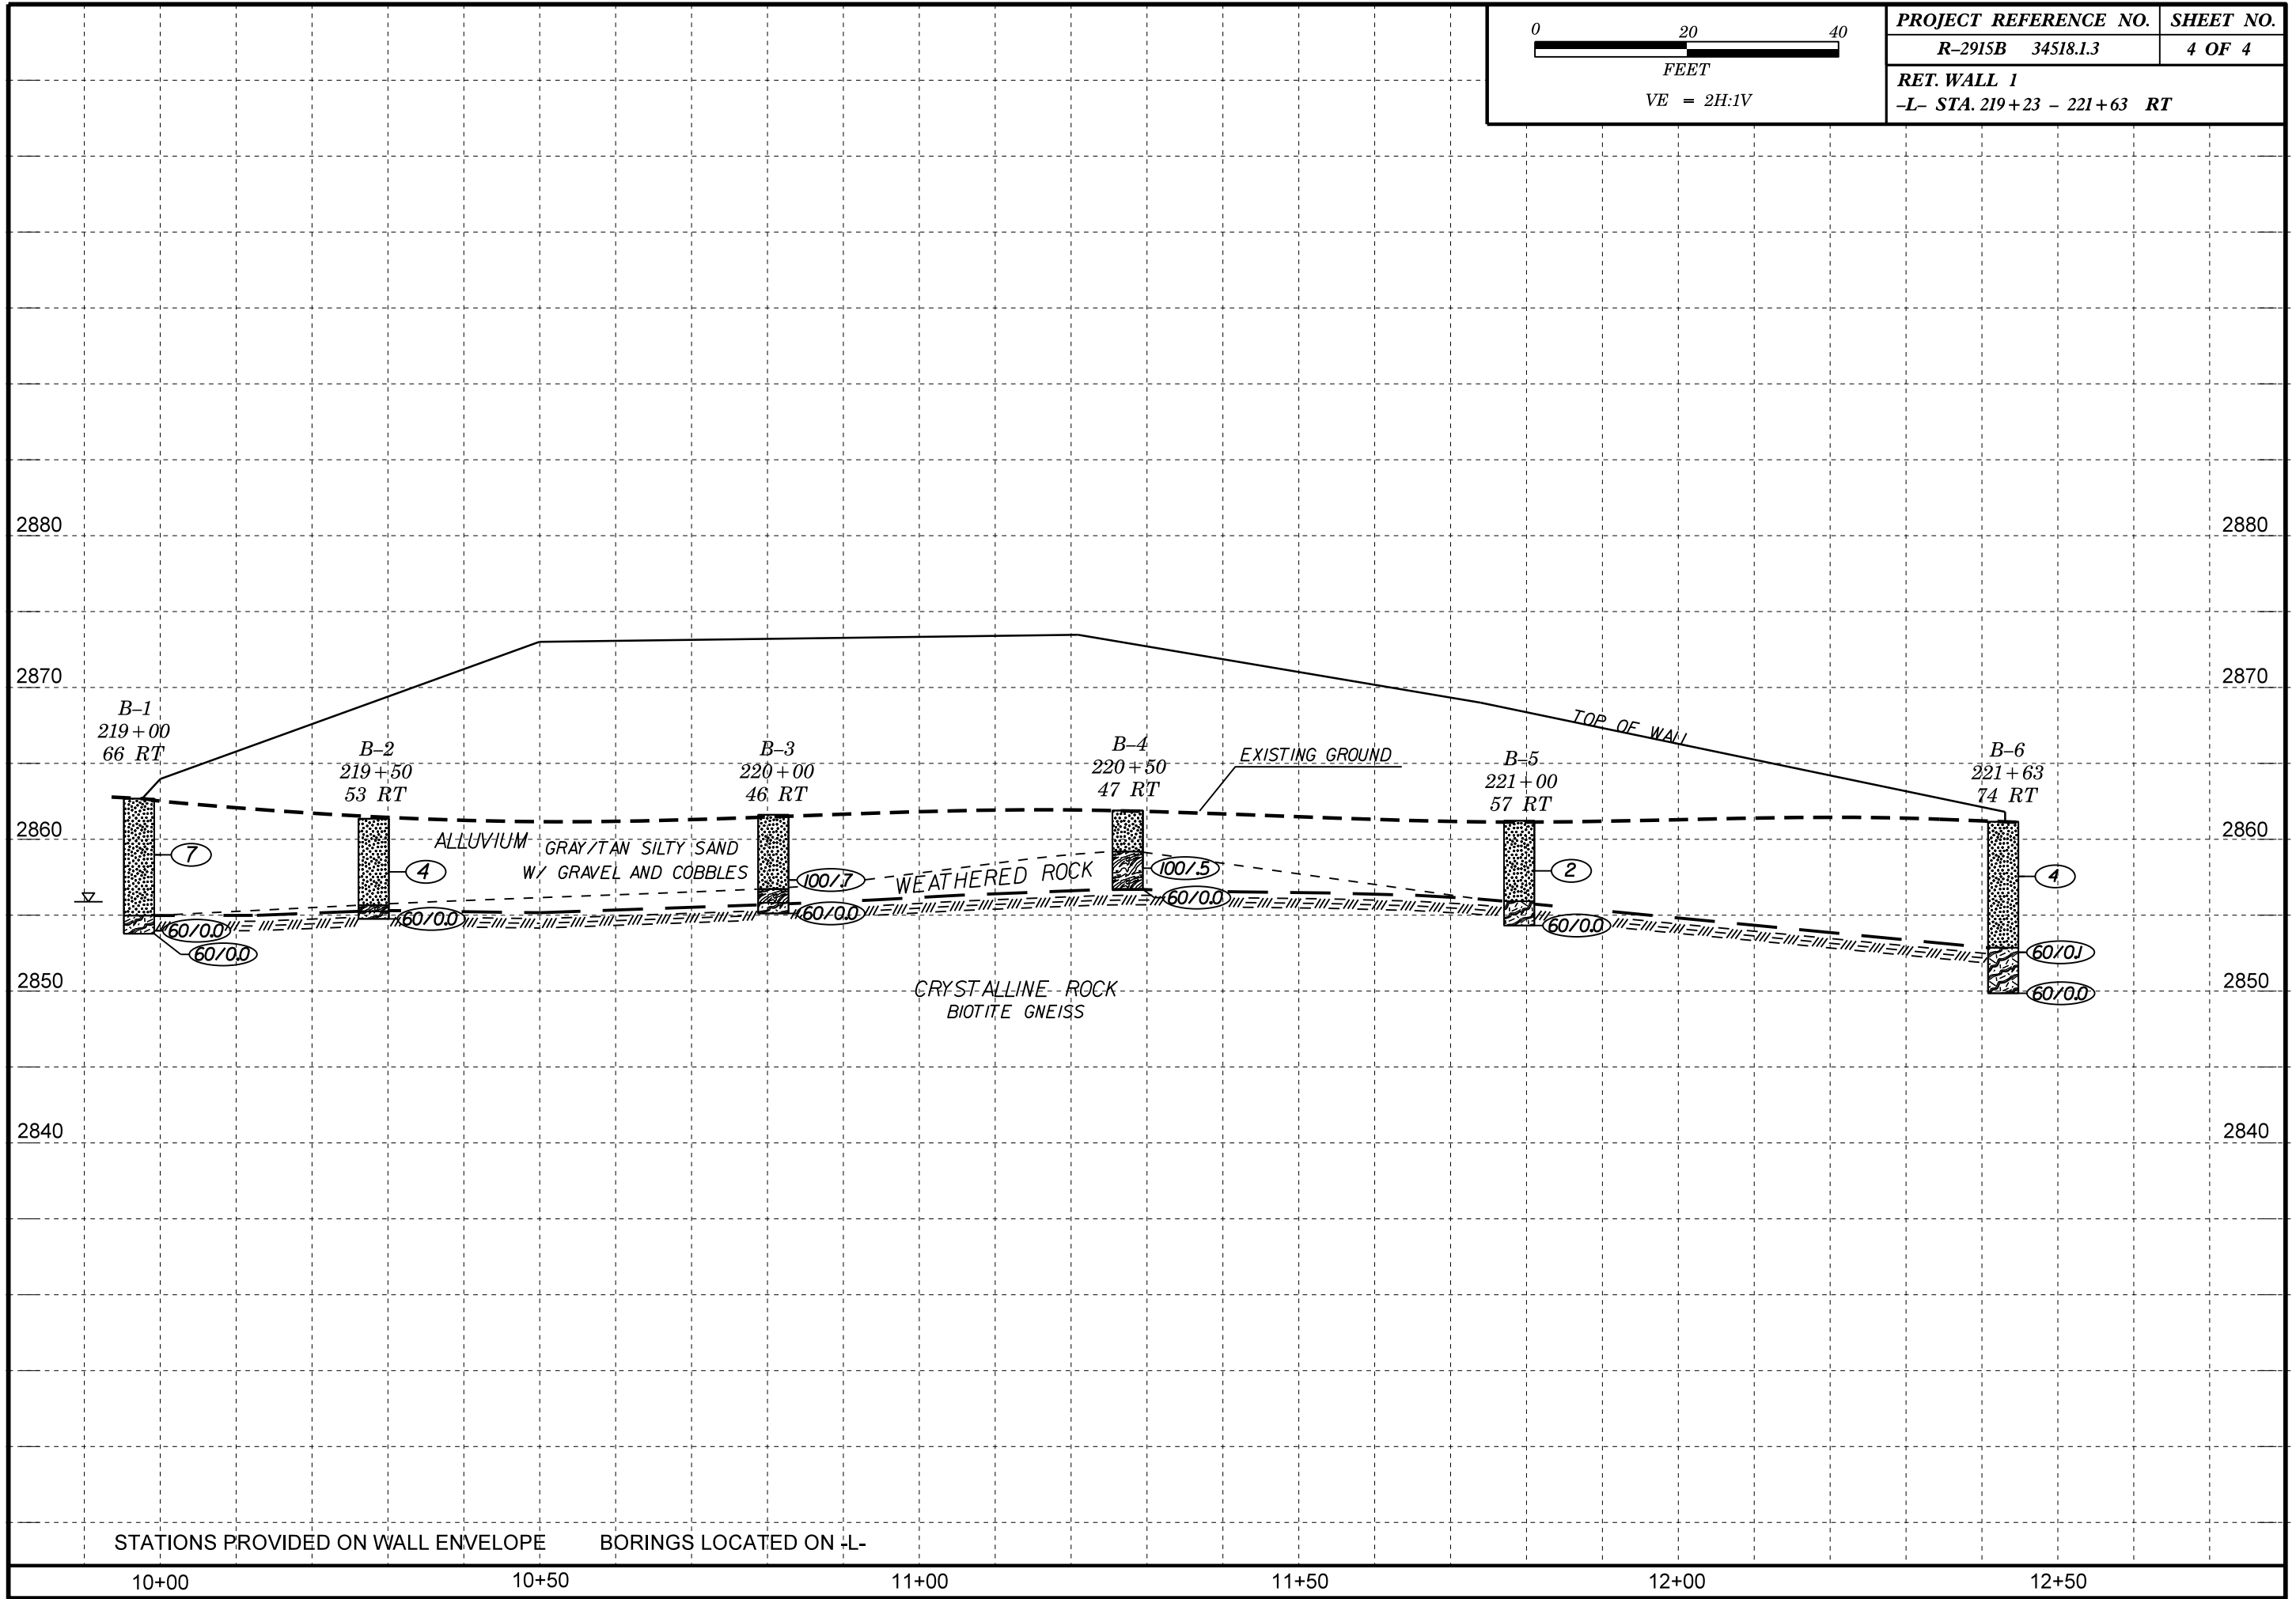 0 20 40
FEET
VE = 2H:1V
PROJECT REFERENCE NO. SHEET NO.
R-2915B 34518.1.3 4 OF 4
RET. WALL 1
-L- STA. 219+23 - 221+63 RT
2880 2880
2870 2870
B-1
219+00
66 RT
B-2
219+50
53 RT
B-3
220+00
46 RT
B-4
220+50
47 RT
EXISTING GROUND
B-5
221+00
57 RT
TOP OF WALL
B-6
221+63
74 RT
2860 2860
ALLUVIUM GRAY/TAN SILTY SAND
W/ GRAVEL AND COBBLES
7
4
100/.7
WEATHERED ROCK
100/.5
2
4
60/0.0
60/0.0
60/0.0
60/0.0
60/0.0
60/0.0
60/0.1
60/0.0
2850 2850
CRYSTALLINE ROCK
BIOTITE GNEISS
2840 2840
STATIONS PROVIDED ON WALL ENVELOPE BORINGS LOCATED ON -L-
10+00 10+50 11+00 11+50 12+00 12+50